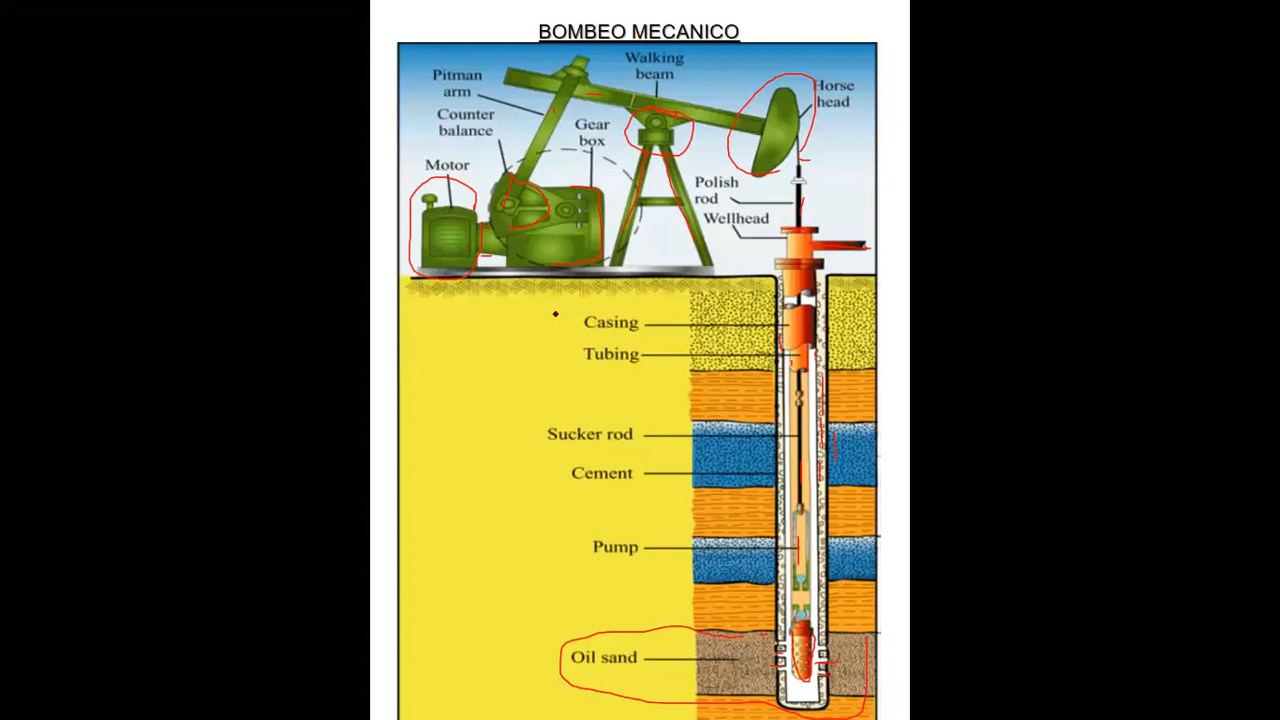 BOMBEO MECANICO
Walking
beam
Pitman
arm
Horse
head
Counter
balance
Gear
box
Motor
Polish
rod
Wellhead
Casing
Tubing
Sucker rod
Cement
Pump
Oil sand